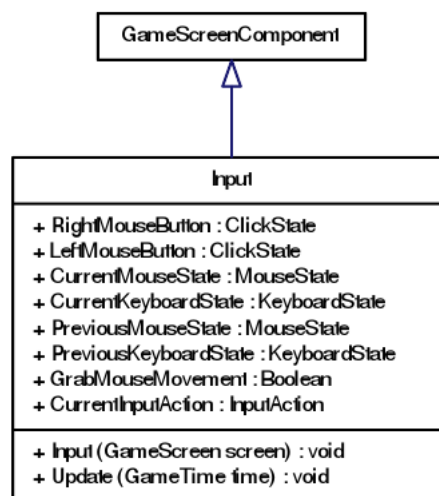 GameScreenComponent
Input
+ RightMouseButton : ClickState
+ LeftMouseButton : ClickState
+ CurrentMouseState : MouseState
+ CurrentKeyboardState : KeyboardState
+ PreviousMouseState : MouseState
+ PreviousKeyboardState : KeyboardState
+ GrabMouseMovement : Boolean
+ CurrentInputAction : InputAction
+ Input (GameScreen screen) : void
+ Update (GameTime time) : void